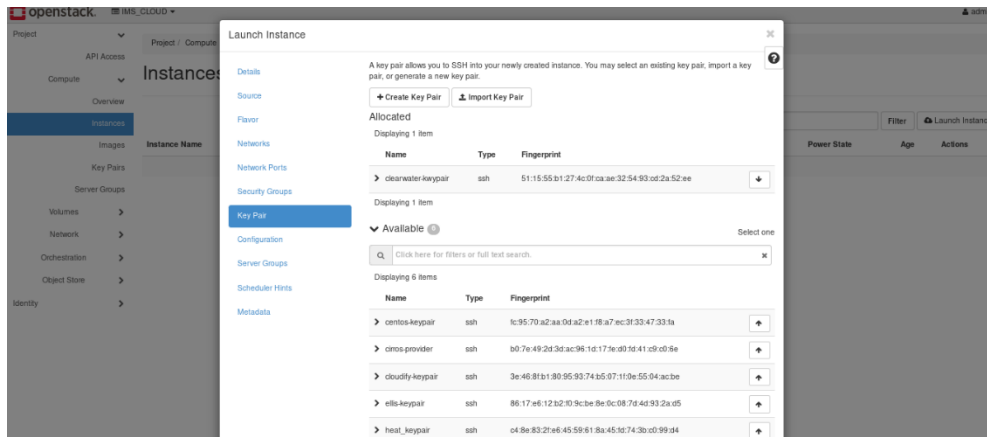 openstack. IMS_CLOUD
Project
API Access
Compute
Overview
Instances
Images
Key Pairs
Server Groups
Volumes
Network
Orchestration
Object Store
Identity
Project / Compute
Instances
Instance Name
Launch Instance
Details
Source
Flavor
Networks
Network Ports
Security Groups
Key Pair
Configuration
Server Groups
Scheduler Hints
Metadata
A key pair allows you to SSH into your newly created instance. You may select an existing key pair, import a key
pair, or generate a new key pair.
+ Create Key Pair Import Key Pair
Allocated
Displaying 1 item
Name Type Fingerprint
clearwater-kwypair ssh 51:15:55:b1:27:4c:0f:ca:ae:32:54:93:cd:2a:52:ee
Displaying 1 item
Available 6 Select one
Click here for filters or full text search.
Displaying 6 items
Name Type Fingerprint
centos-keypair ssh fc:95:70:a2:aa:0d:a2:e1:f8:a7:ec:3f:33:47:33:fa
cirros-provider ssh b0:7e:49:2d:3d:ac:96:1d:17:fe:d0:fd:41:c9:c0:6e
cloudify-keypair ssh 3e:46:8f:b1:80:95:93:74:b5:07:1f:0e:55:04:ac:be
ellis-keypair ssh 86:17:e6:12:b2:f0:9c:be:8e:0c:08:7d:4d:93:2a:d5
heat_keypair ssh c4:8e:83:2f:e6:45:59:61:8a:45:fd:74:3b:c0:99:d4
Filter Launch Instanc
Power State Age Actions